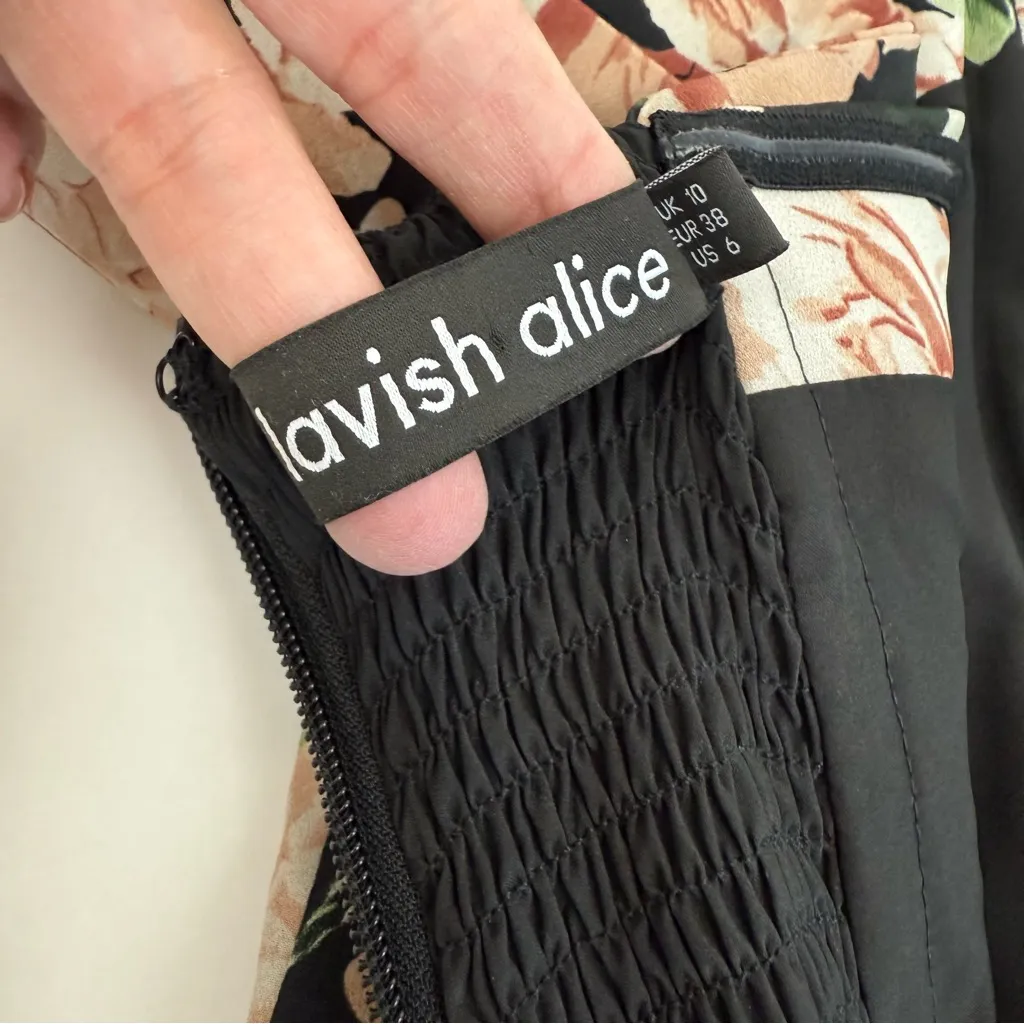 lavish alice
UK 10
EUR 38
US 6